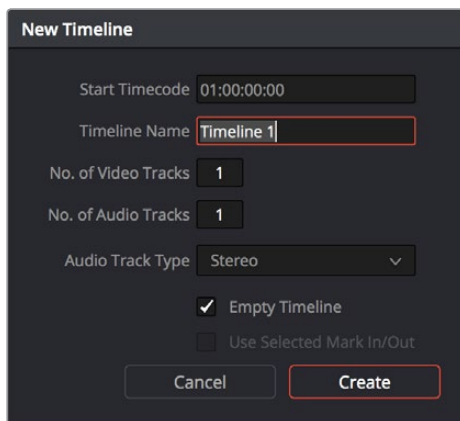 New Timeline
Start Timecode 01:00:00:00
Timeline Name Timeline 1
No. of Video Tracks 1
No. of Audio Tracks 1
Audio Track Type Stereo
Empty Timeline
Use Selected Mark In/Out
Cancel Create